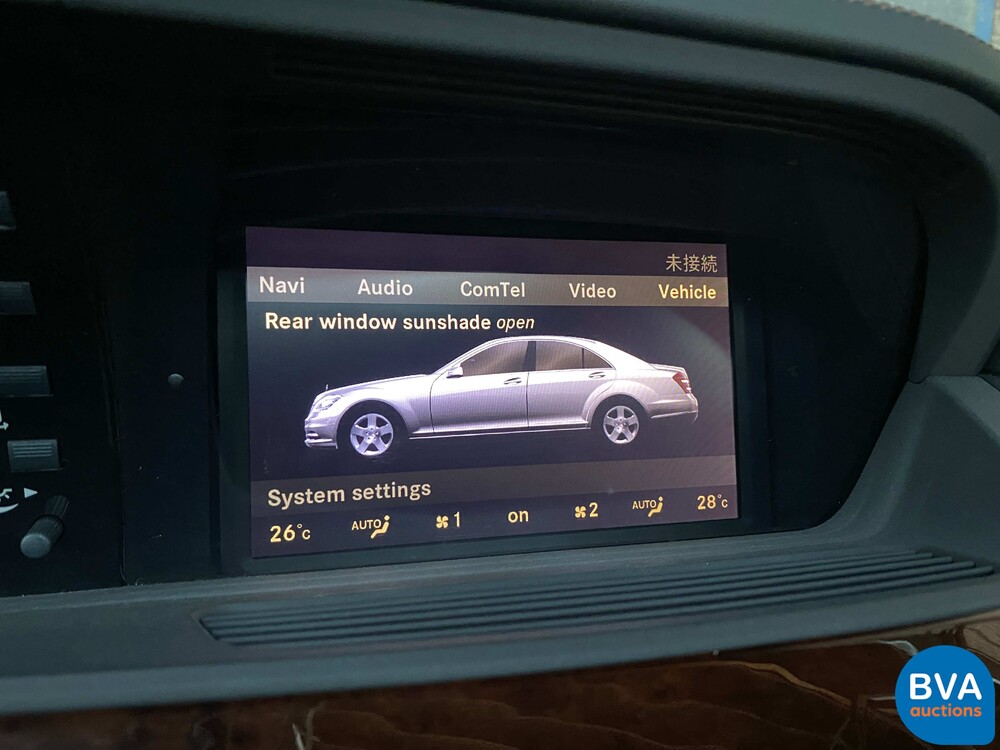 未接続
Navi Audio ComTel Video Vehicle
Rear window sunshade open
System settings
26°C AUTO 1 on 2 AUTO 28°C
BVA
auctions